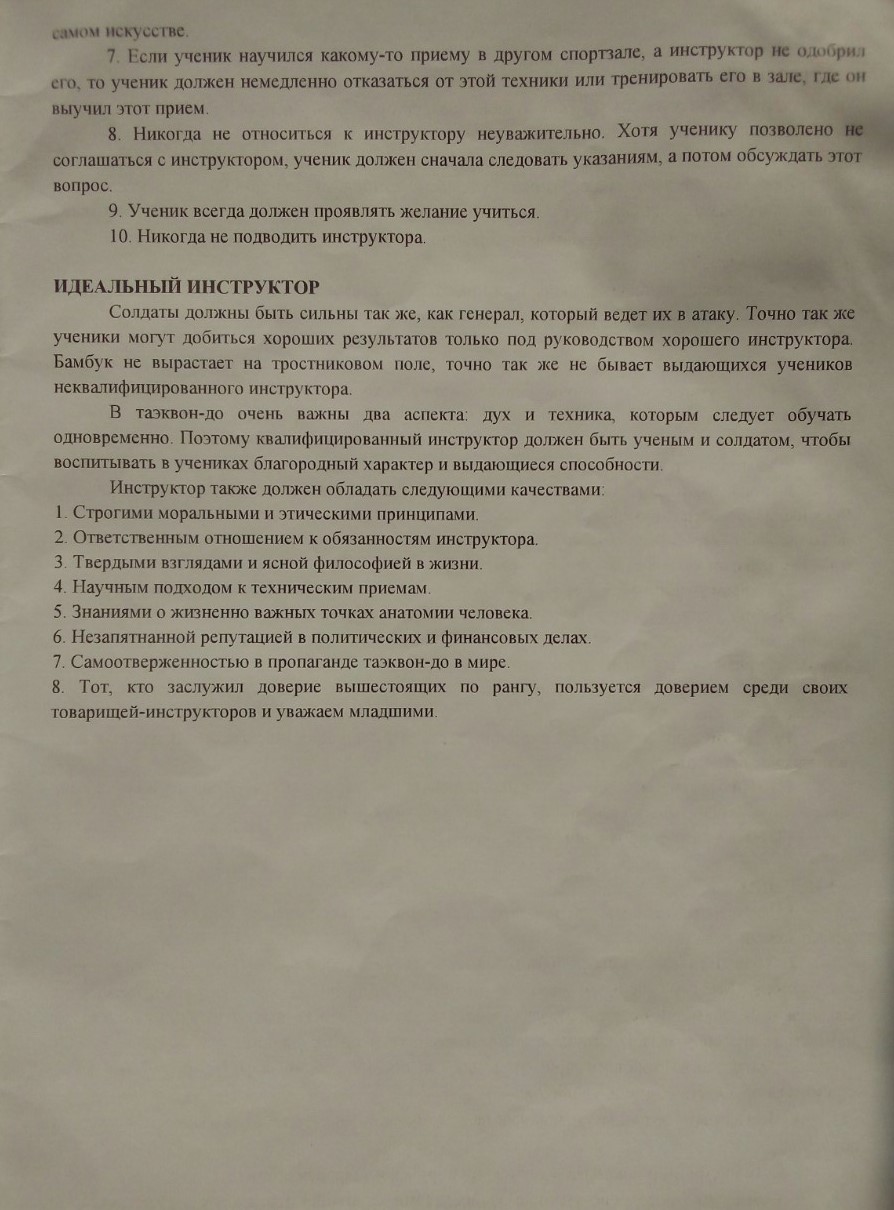 самом искусстве.
7. Если ученик научился какому-то приему в другом спортзале, а инструктор не одобрил
его, то ученик должен немедленно отказаться от этой техники или тренировать его в зале, где он
выучил этот прием.
8. Никогда не относиться к инструктору неуважительно. Хотя ученику позволено не
соглашаться с инструктором, ученик должен сначала следовать указаниям, а потом обсуждать этот
вопрос.
9. Ученик всегда должен проявлять желание учиться.
10. Никогда не подводить инструктора.
ИДЕАЛЬНЫЙ ИНСТРУКТОР
Солдаты должны быть сильны так же, как генерал, который ведет их в атаку. Точно так же
ученики могут добиться хороших результатов только под руководством хорошего инструктора.
Бамбук не вырастает на тростниковом поле, точно так же не бывает выдающихся учеников
неквалифицированного инструктора.
В таэквон-до очень важны два аспекта: дух и техника, которым следует обучать
одновременно. Поэтому квалифицированный инструктор должен быть ученым и солдатом, чтобы
воспитывать в учениках благородный характер и выдающиеся способности.
Инструктор также должен обладать следующими качествами:
1. Строгими моральными и этическими принципами.
2. Ответственным отношением к обязанностям инструктора.
3. Твердыми взглядами и ясной философией в жизни.
4. Научным подходом к техническим приемам.
5. Знаниями о жизненно важных точках анатомии человека.
6. Незапятнанной репутацией в политических и финансовых делах.
7. Самоотверженностью в пропаганде таэквон-до в мире.
8. Тот, кто заслужил доверие вышестоящих по рангу, пользуется доверием среди своих
товарищей-инструкторов и уважаем младшими.